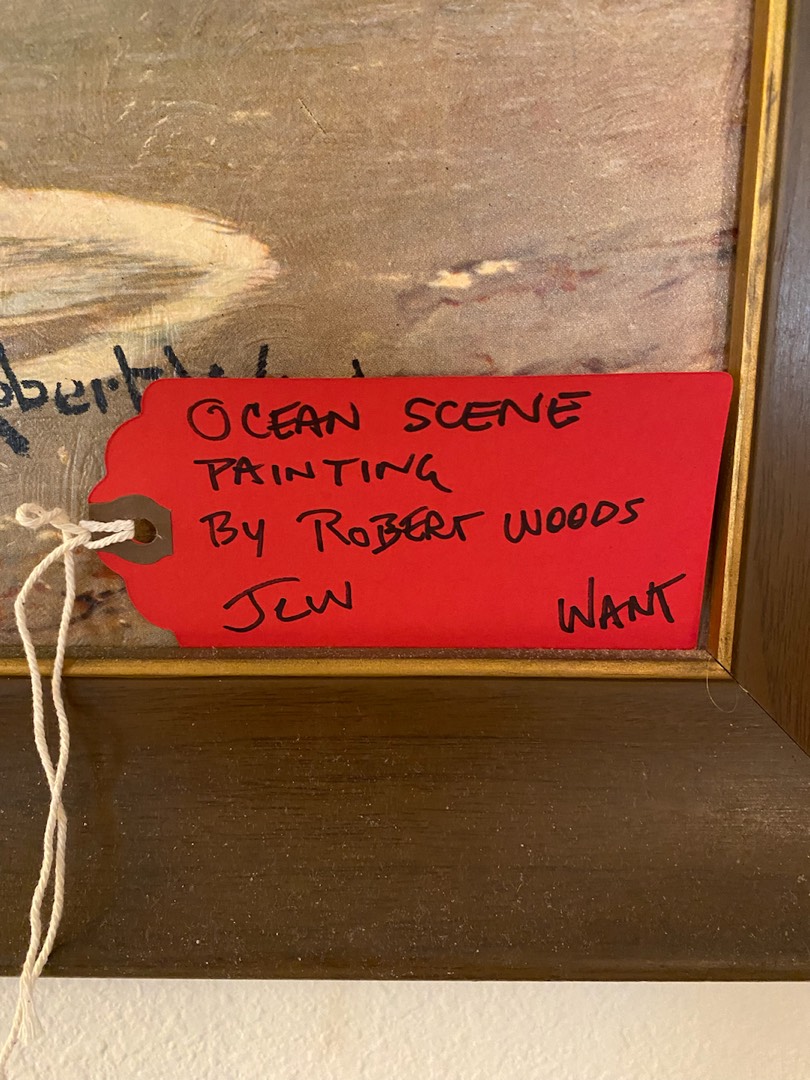 OCEAN SCENE
PAINTING
BY ROBERT WOODS
JLW WANT